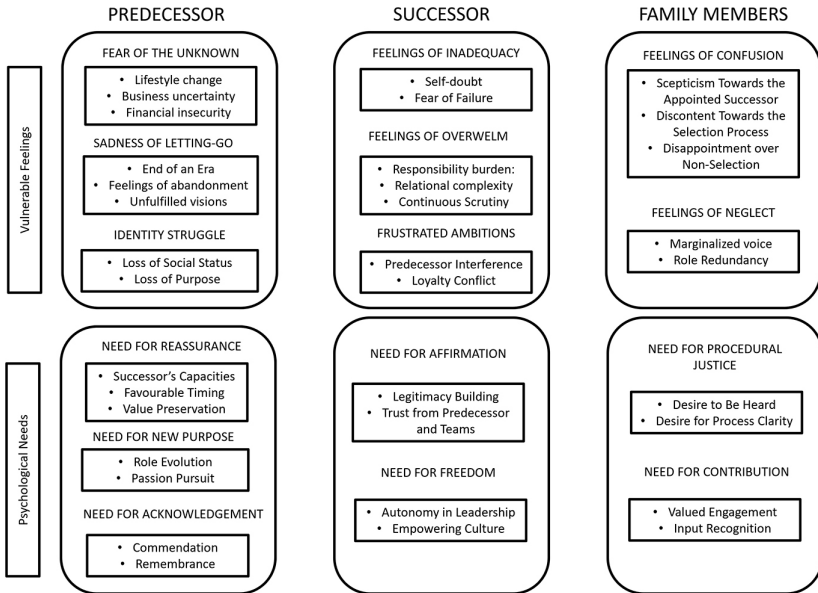 PREDECESSOR
SUCCESSOR
FAMILY MEMBERS
Vulnerable Feelings
FEAR OF THE UNKNOWN
• Lifestyle change
• Business uncertainty
• Financial insecurity
SADNESS OF LETTING-GO
• End of an Era
• Feelings of abandonment
• Unfulfilled visions
IDENTITY STRUGGLE
• Loss of Social Status
• Loss of Purpose
FEELINGS OF INADEQUACY
• Self-doubt
• Fear of Failure
FEELINGS OF OVERWELM
• Responsibility burden:
• Relational complexity
• Continuous Scrutiny
FRUSTRATED AMBITIONS
• Predecessor Interference
• Loyalty Conflict
FEELINGS OF CONFUSION
• Scepticism Towards the
Appointed Successor
• Discontent Towards the
Selection Process
• Disappointment over
Non-Selection
FEELINGS OF NEGLECT
• Marginalized voice
• Role Redundancy
Psychological Needs
NEED FOR REASSURANCE
• Successor's Capacities
• Favourable Timing
• Value Preservation
NEED FOR NEW PURPOSE
• Role Evolution
• Passion Pursuit
NEED FOR ACKNOWLEDGEMENT
• Commendation
• Remembrance
NEED FOR AFFIRMATION
• Legitimacy Building
• Trust from Predecessor
and Teams
NEED FOR FREEDOM
• Autonomy in Leadership
• Empowering Culture
NEED FOR PROCEDURAL
JUSTICE
• Desire to Be Heard
• Desire for Process Clarity
NEED FOR CONTRIBUTION
• Valued Engagement
• Input Recognition